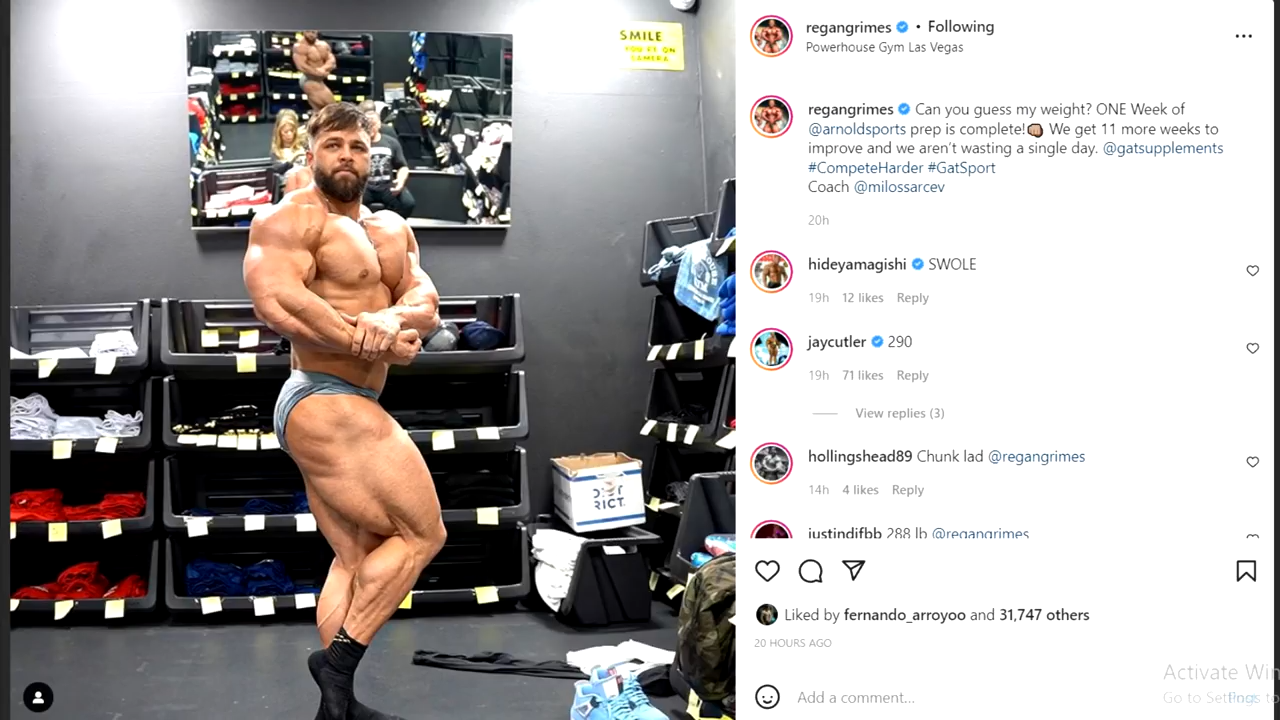 SMILE
YOU'RE ON
CAMERA
regangrimes • Following
Powerhouse Gym Las Vegas
regangrimes Can you guess my weight? ONE Week of
@arnoldsports prep is complete!👊🏽 We get 11 more weeks to
improve and we aren't wasting a single day. @gatsupplements
#CompeteHarder #GatSport
Coach @milossarcev
20h
hideyamagishi SWOLE
19h 12 likes Reply
jaycutler 290
19h 71 likes Reply
View replies (3)
hollingshead89 Chunk lad @regangrimes
14h 4 likes Reply
justindifbb 288 lb @regangrimes
Liked by fernando_arroyoo and 31,747 others
20 HOURS AGO
Add a comment...
Activate Win
Go to Settings to
RICT.